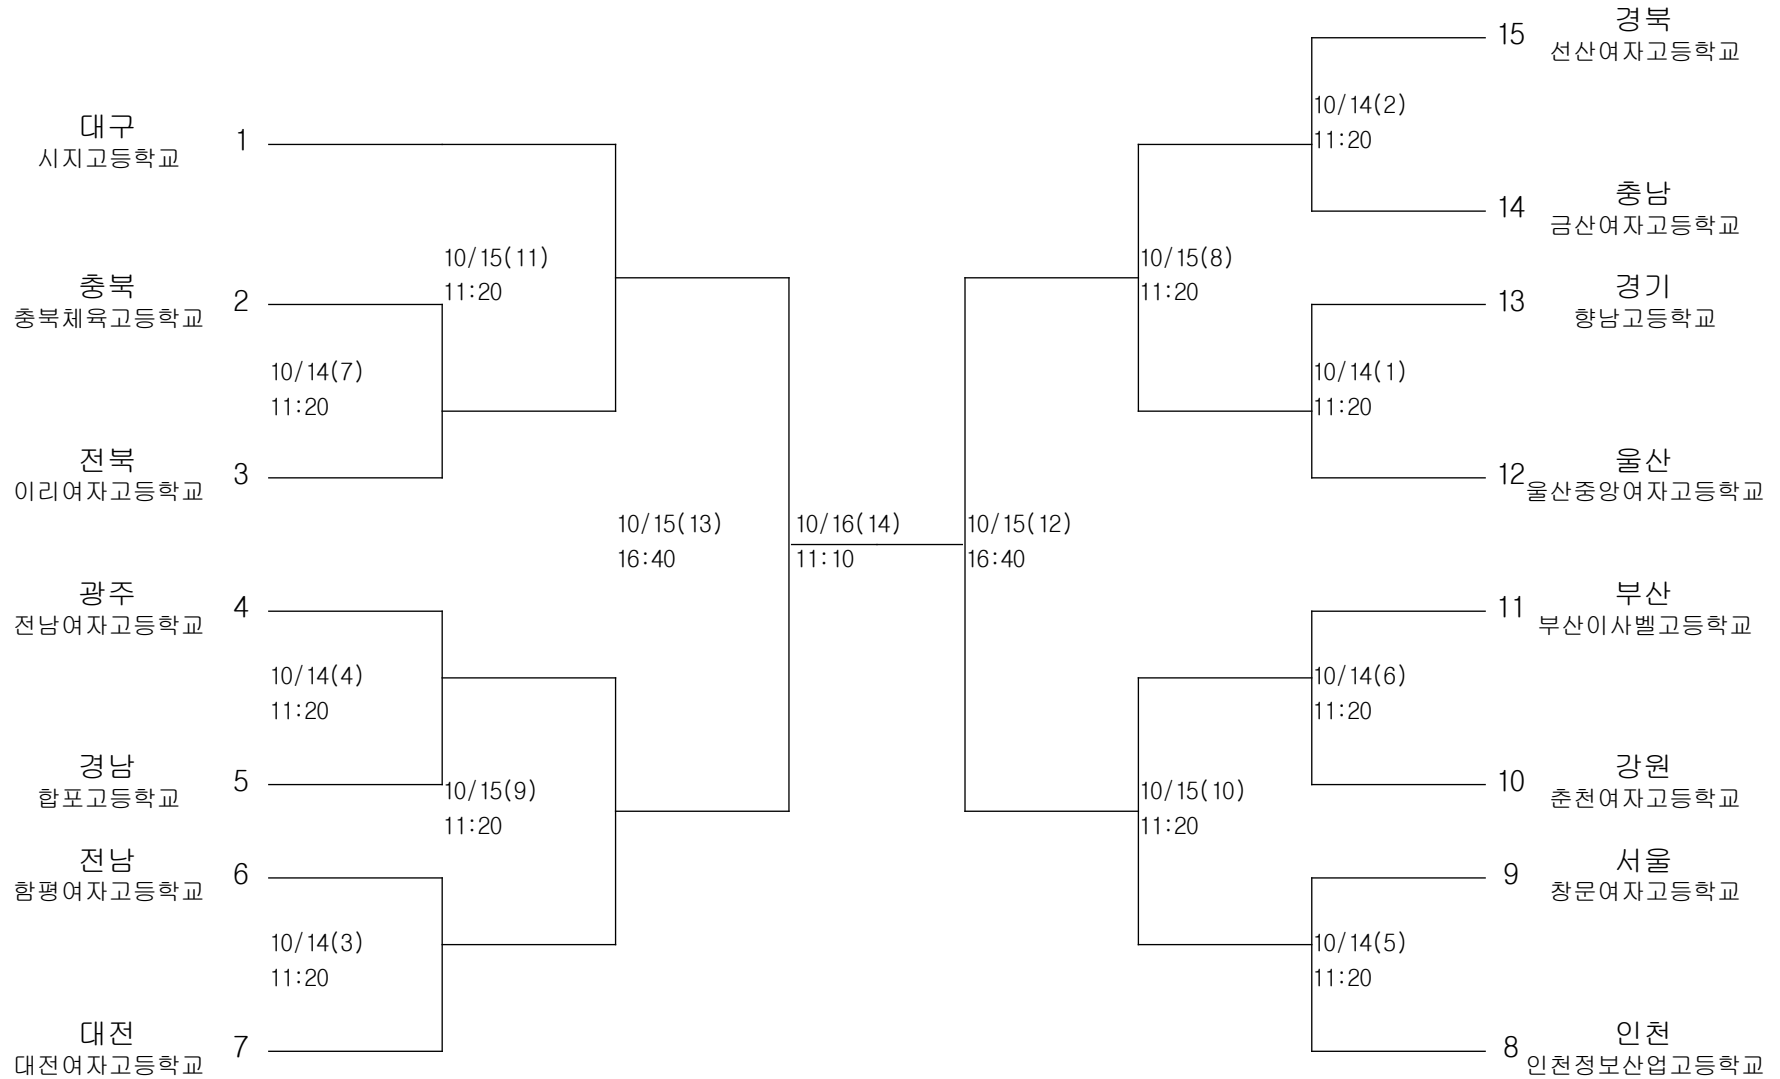 대구
시지고등학교
1
10/15(11)
11:20
충북
충북체육고등학교
2
10/14(7)
11:20
전북
이리여자고등학교
3
10/15(13)
16:40
광주
전남여자고등학교
4
10/14(4)
11:20
경남
합포고등학교
5
10/15(9)
11:20
전남
함평여자고등학교
6
10/14(3)
11:20
대전
대전여자고등학교
7
10/16(14)
11:10
15
경북
선산여자고등학교
10/14(2)
11:20
14
충남
금산여자고등학교
10/15(8)
11:20
13
경기
향남고등학교
10/14(1)
11:20
12
울산
울산중앙여자고등학교
10/15(12)
16:40
11
부산
부산이사벨고등학교
10/14(6)
11:20
10
강원
춘천여자고등학교
10/15(10)
11:20
9
서울
창문여자고등학교
10/14(5)
11:20
8
인천
인천정보산업고등학교